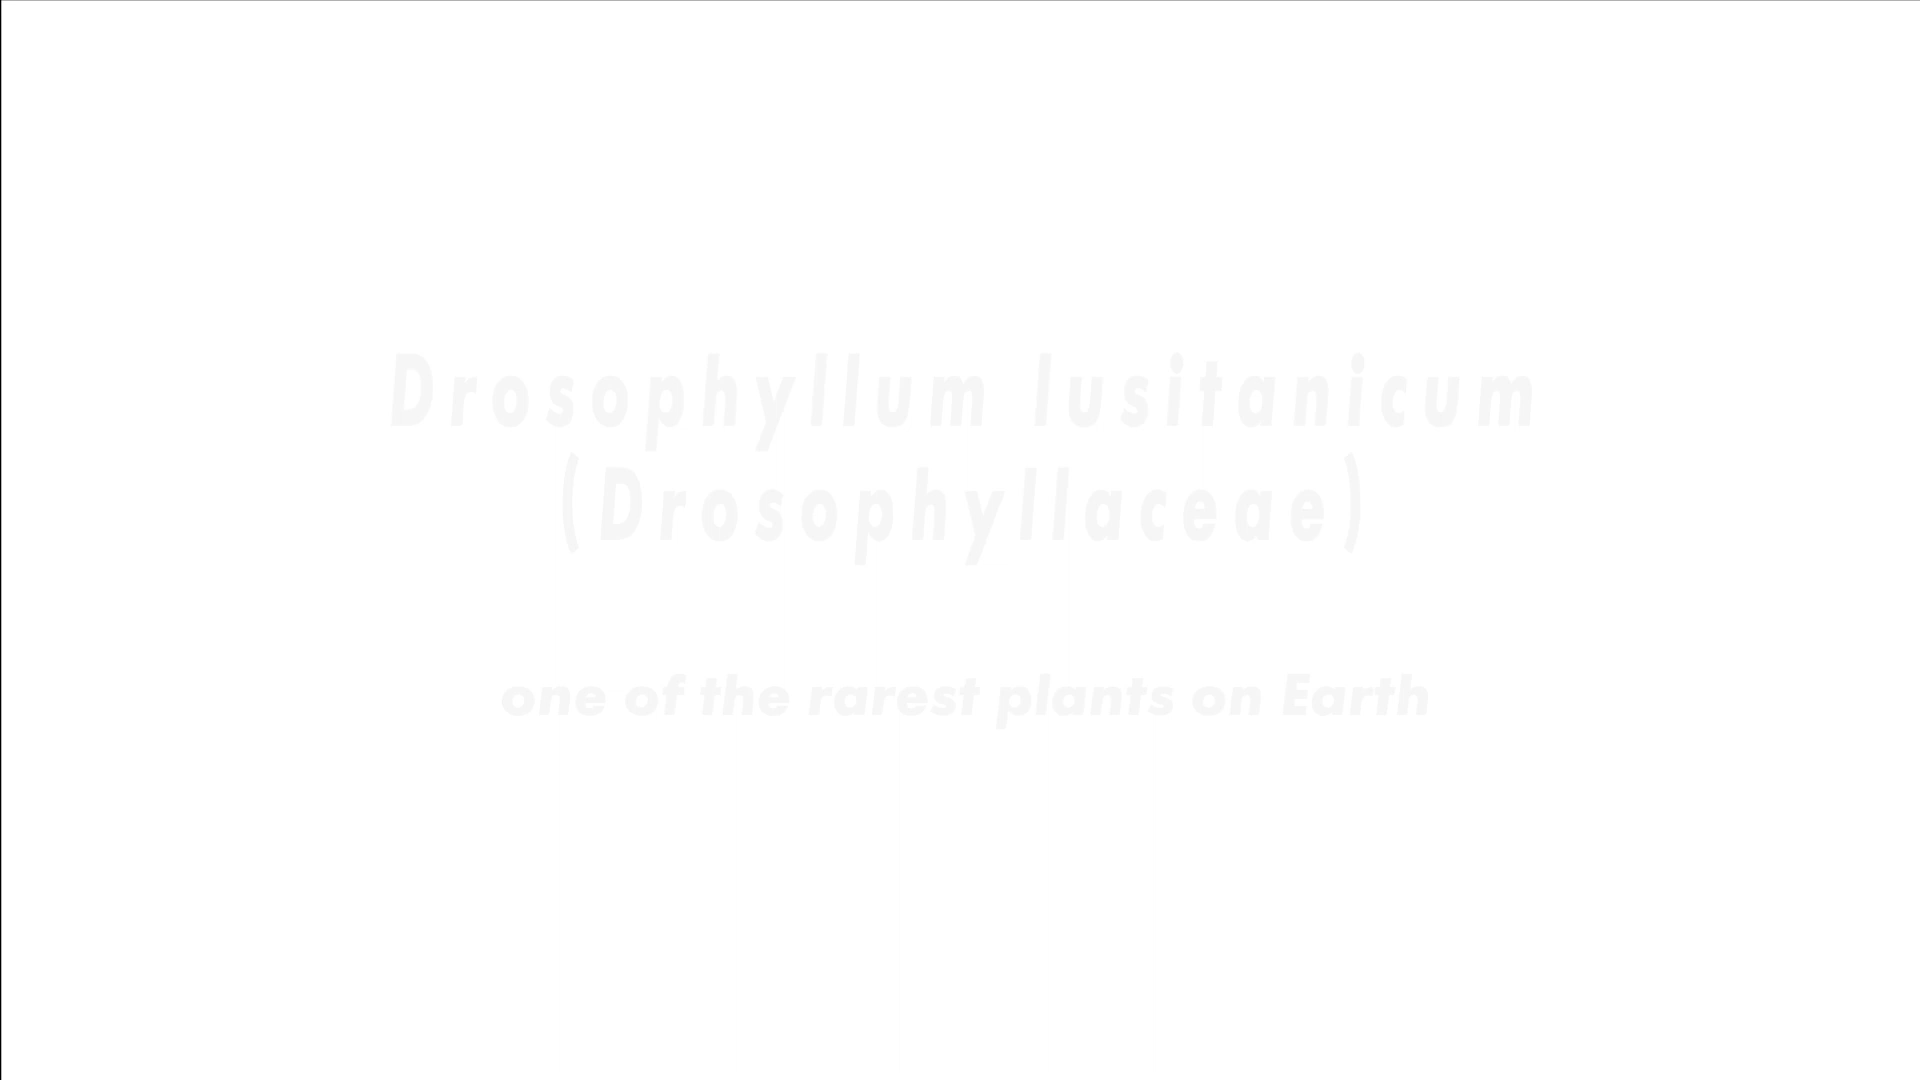 Drosophyllum lusitanicum
(Drosophyllaceae)
one of the rarest plants on Earth